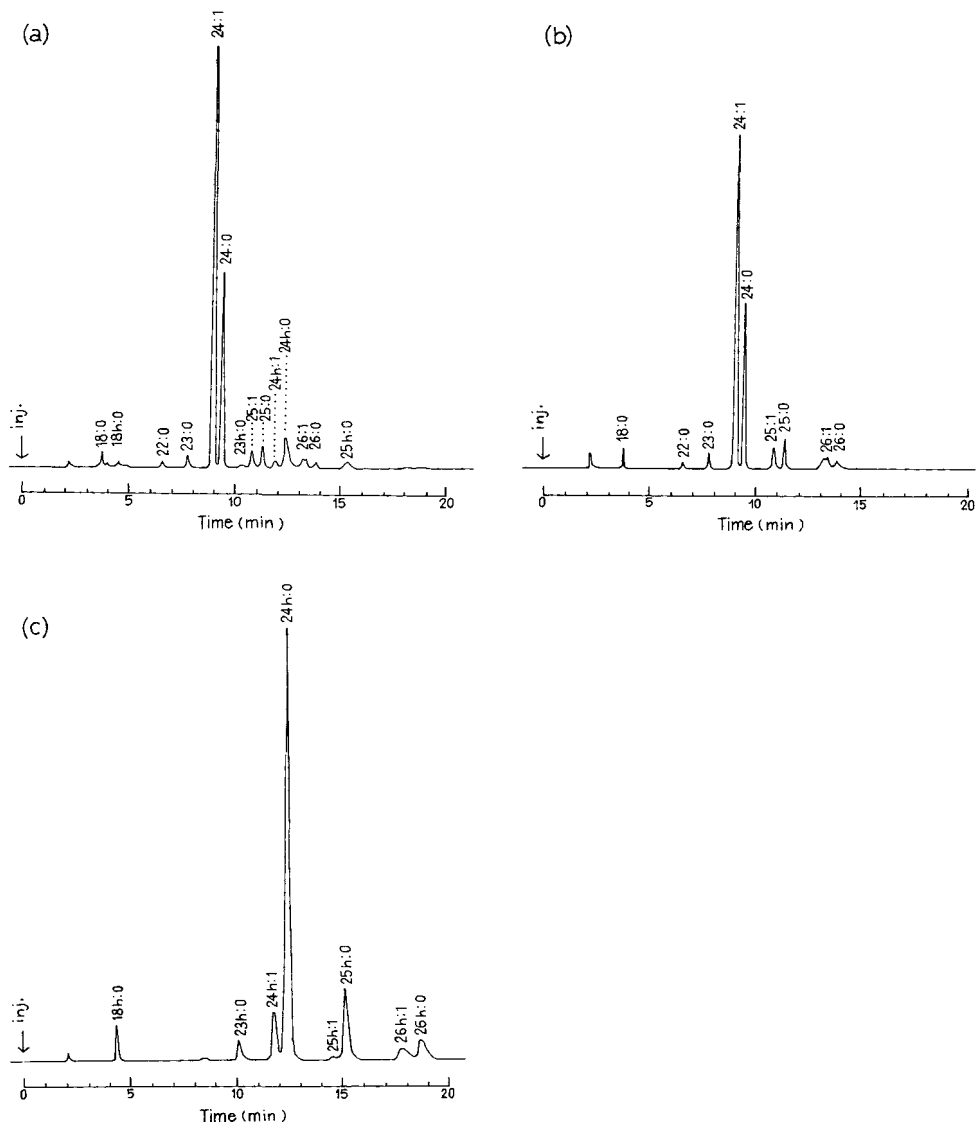 (a)
24:1
24:0
24h:0
24h:1
25:1
25:0
23h:0
26:1
26:0
25h:0
18:0
18h:0
22:0
23:0
inj.
0 5 10 15 20
Time (min)
(b)
24:1
24:0
25:1
25:0
26:1
26:0
18:0
22:0
23:0
inj.
0 5 10 15 20
Time (min)
(c)
24h:0
18h:0
23h:0
24h:1
25h:1
25h:0
26h:1
26h:0
inj.
0 5 10 15 20
Time (min)